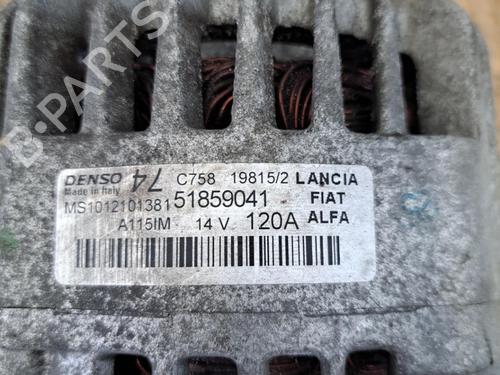 B-PARTS
DENSO 74 C758 19815/2 LANCIA
Made in Italy
MS1012101381 51859041 FIAT
A115IM 14 V 120A ALFA